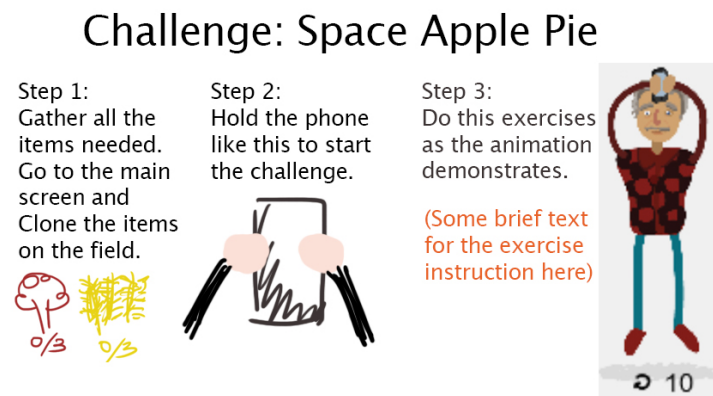 Challenge: Space Apple Pie
Step 1:
Gather all the
items needed.
Go to the main
screen and
Clone the items
on the field.
0/3
0/3
Step 2:
Hold the phone
like this to start
the challenge.
Step 3:
Do this exercises
as the animation
demonstrates.
(Some brief text
for the exercise
instruction here)
10